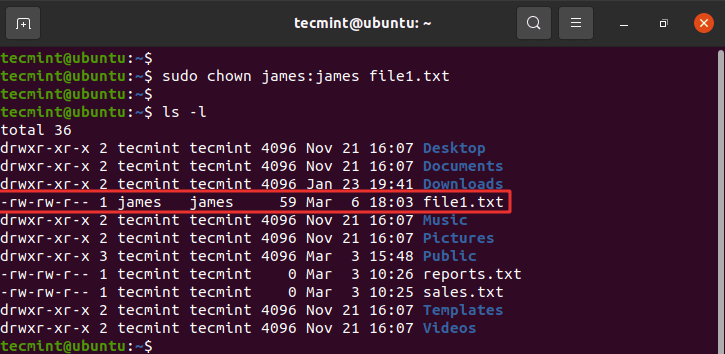 tecmint@ubuntu: ~
tecmint@ubuntu:~$
tecmint@ubuntu:~$ sudo chown james:james file1.txt
tecmint@ubuntu:~$
tecmint@ubuntu:~$ ls -l
total 36
drwxr-xr-x 2 tecmint tecmint 4096 Nov 21 16:07 Desktop
drwxr-xr-x 2 tecmint tecmint 4096 Nov 21 16:07 Documents
drwxr-xr-x 2 tecmint tecmint 4096 Jan 23 19:41 Downloads
-rw-rw-r-- 1 james   james     59 Mar  6 18:03 file1.txt
drwxr-xr-x 2 tecmint tecmint 4096 Nov 21 16:07 Music
drwxr-xr-x 2 tecmint tecmint 4096 Nov 21 16:07 Pictures
drwxr-xr-x 3 tecmint tecmint 4096 Mar  3 15:48 Public
-rw-rw-r-- 1 tecmint tecmint    0 Mar  3 10:26 reports.txt
-rw-rw-r-- 1 tecmint tecmint    0 Mar  3 10:25 sales.txt
drwxr-xr-x 2 tecmint tecmint 4096 Nov 21 16:07 Templates
drwxr-xr-x 2 tecmint tecmint 4096 Nov 21 16:07 Videos
tecmint@ubuntu:~$